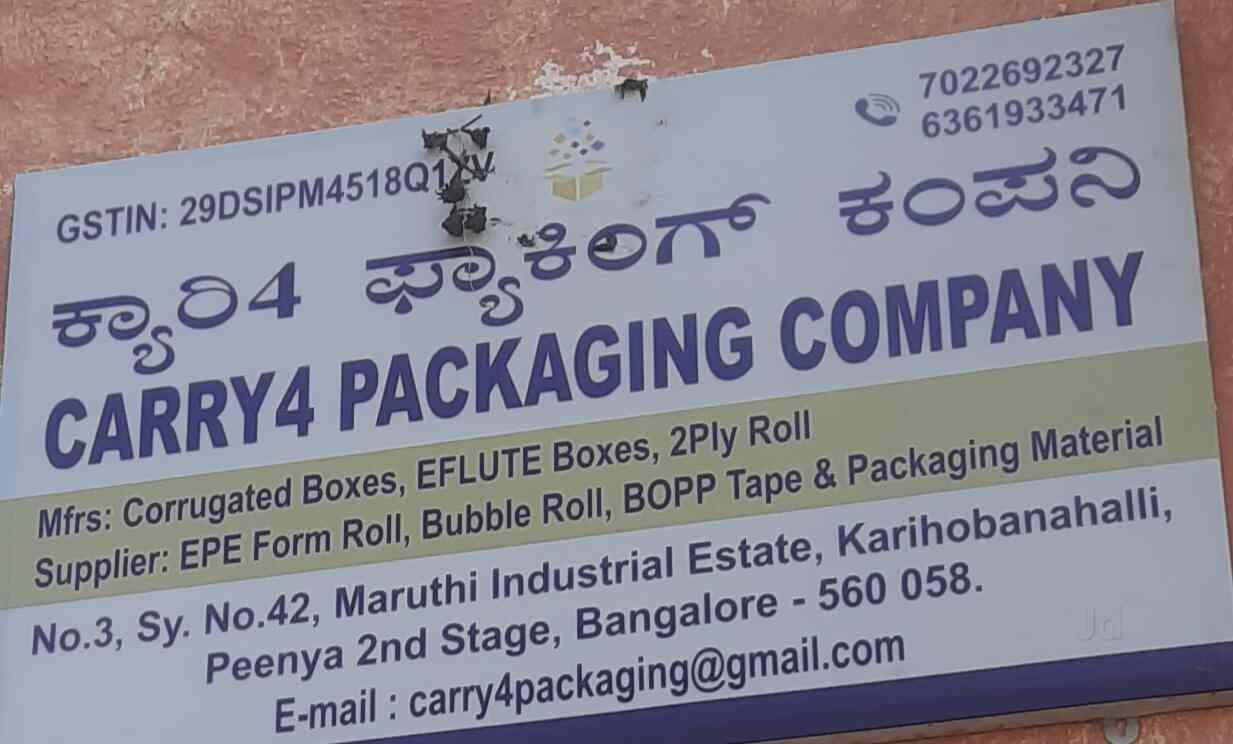 7022692327
6361933471
GSTIN: 29DSIPM4518Q1XV
ಕ್ಯಾರಿ4 ಫ್ಯಾಕಿಂಗ್ ಕಂಪನಿ
CARRY4 PACKAGING COMPANY
Mfrs: Corrugated Boxes, EFLUTE Boxes, 2Ply Roll
Supplier: EPE Form Roll, Bubble Roll, BOPP Tape & Packaging Material
No.3, Sy. No.42, Maruthi Industrial Estate, Karihobanahalli,
Peenya 2nd Stage, Bangalore - 560 058.
E-mail : carry4packaging@gmail.com
Jd